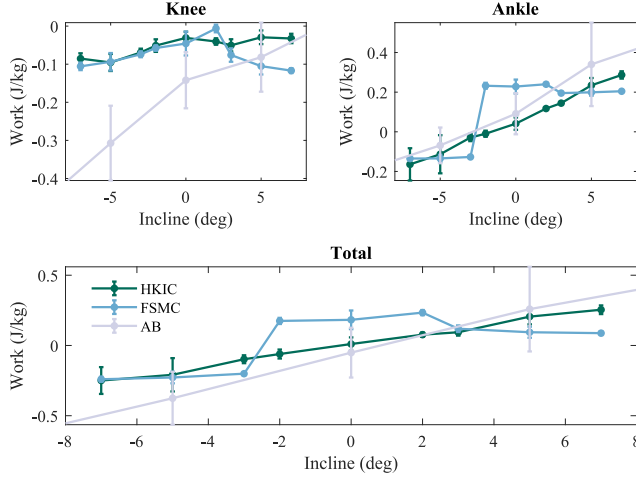 Knee
Ankle
0
-0.1
-0.2
-0.3
-0.4
Work (J/kg)
-5 0 5
Incline (deg)
0.4
0.2
0
-0.2
Work (J/kg)
-5 0 5
Incline (deg)
Total
0.5
0
-0.5
Work (J/kg)
HKIC
FSMC
AB
-8 -6 -4 -2 0 2 4 6 8
Incline (deg)